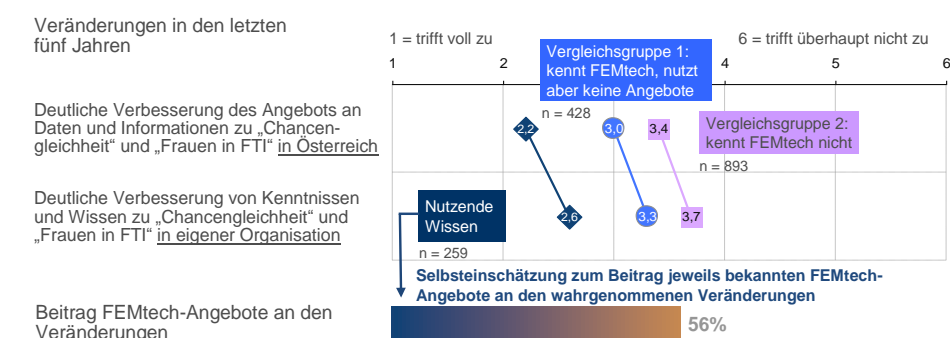 Veränderungen in den letzten
fünf Jahren
1 = trifft voll zu
6 = trifft überhaupt nicht zu
Vergleichsgruppe 1:
kennt FEMtech, nutzt
aber keine Angebote
1
2
4
5
6
Deutliche Verbesserung des Angebots an
Daten und Informationen zu „Chancen-
gleichheit“ und „Frauen in FTI“ in Österreich
n = 428
2,2
3,0
3,4
Vergleichsgruppe 2:
kennt FEMtech nicht
n = 893
Deutliche Verbesserung von Kenntnissen
und Wissen zu „Chancengleichheit“ und
„Frauen in FTI“ in eigener Organisation
Nutzende
Wissen
2,6
3,3
3,7
n = 259
Selbsteinschätzung zum Beitrag jeweils bekannten FEMtech-
Angebote an den wahrgenommenen Veränderungen
Beitrag FEMtech-Angebote an den
Veränderungen
56%